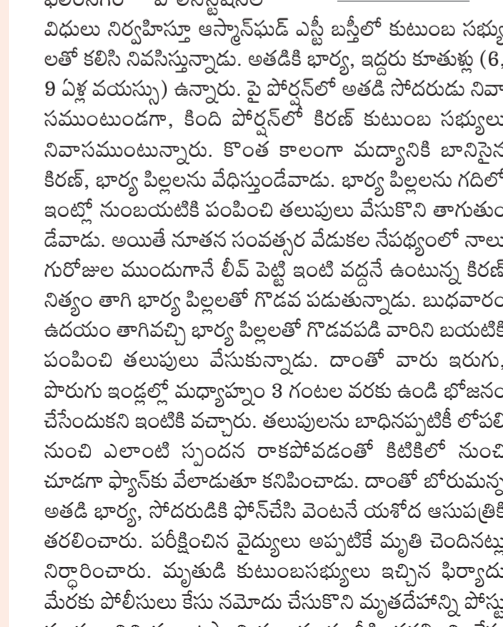 విధులు నిర్వహిస్తూ ఆస్మాన్‌ఘడ్ ఎస్టీ బస్తీలో కుటుంబ సభ్యు
లతో కలిసి నివసిస్తున్నాడు. అతడికి భార్య, ఇద్దరు కూతుళ్లు (6,
9 ఏళ్ల వయస్సు) ఉన్నారు. పై పోర్షన్‌లో అతడి సోదరుడు నివా
సముంటుండగా, కింది పోర్షన్‌లో కిరణ్ కుటుంబ సభ్యులు
నివాసముంటున్నారు. కొంత కాలంగా మద్యానికి బానిసైన
కిరణ్, భార్య పిల్లలను వేధిస్తుండేవాడు. భార్య పిల్లలను గదిలో
ఇంట్లో నుంబయటికి పంపించి తలుపులు వేసుకొని తాగుతుం
డేవాడు. అయితే నూతన సంవత్సర వేడుకల నేపథ్యంలో నాలు
గురోజుల ముందుగానే లీవ్ పెట్టి ఇంటి వద్దనే ఉంటున్న కిరణ్
నిత్యం తాగి భార్య పిల్లలతో గొడవ పడుతున్నాడు. బుధవారం
ఉదయం తాగివచ్చి భార్య పిల్లలతో గొడవపడి వారిని బయటికి
పంపించి తలుపులు వేసుకున్నాడు. దాంతో వారు ఇరుగు,
పొరుగు ఇండ్లల్లో మధ్యాహ్నం 3 గంటల వరకు ఉండి భోజనం
చేసేందుకని ఇంటికి వచ్చారు. తలుపులను బాధినప్పటికీ లోపలి
నుంచి ఎలాంటి స్పందన రాకపోవడంతో కిటికిలో నుంచి
చూడగా ఫ్యాన్‌కు వేలాడుతూ కనిపించాడు. దాంతో బోరుమన్న
అతడి భార్య, సోదరుడికి ఫోన్‌చేసి వెంటనే యశోద ఆసుపత్రికి
తరలించారు. పరీక్షించిన వైద్యులు అప్పటికే మృతి చెందినట్లు
నిర్ధారించారు. మృతుడి కుటుంబసభ్యులు ఇచ్చిన ఫిర్యాదు
మేరకు పోలీసులు కేసు నమోదు చేసుకొని మృతదేహాన్ని పోస్టు